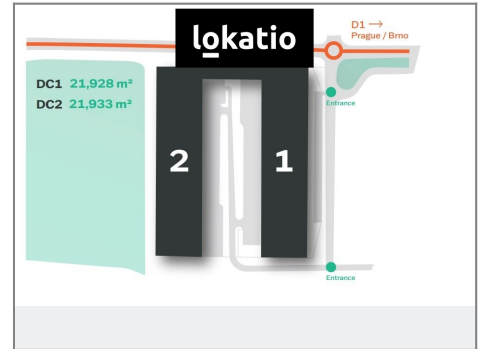 lokatio
D1 →
Prague / Brno
DC1 21,928 m²
DC2 21,933 m²
Entrance
2
1
Entrance